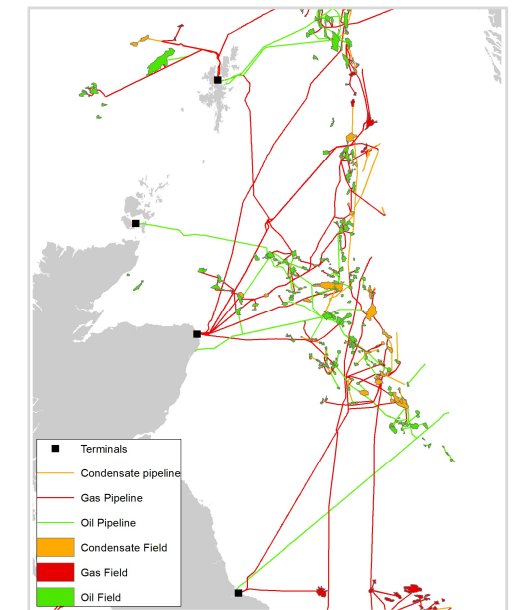 Terminals
Condensate pipeline
Gas Pipeline
Oil Pipeline
Condensate Field
Gas Field
Oil Field